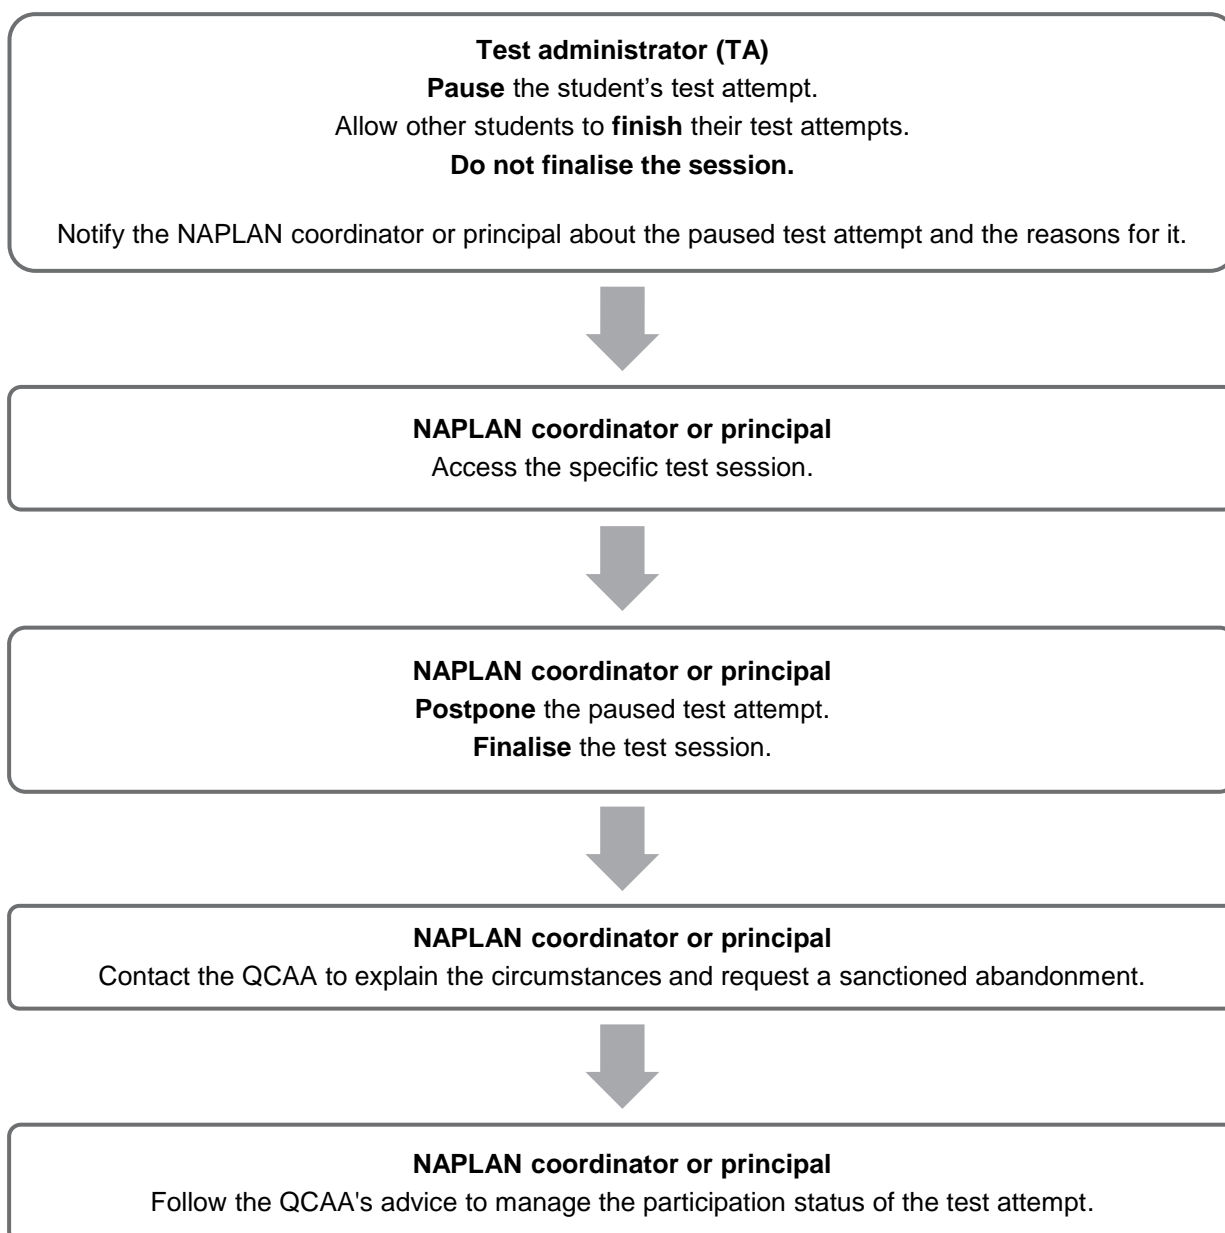 Test administrator (TA)
Pause the student's test attempt.
Allow other students to finish their test attempts.
Do not finalise the session.
Notify the NAPLAN coordinator or principal about the paused test attempt and the reasons for it.
NAPLAN coordinator or principal
Access the specific test session.
NAPLAN coordinator or principal
Postpone the paused test attempt.
Finalise the test session.
NAPLAN coordinator or principal
Contact the QCAA to explain the circumstances and request a sanctioned abandonment.
NAPLAN coordinator or principal
Follow the QCAA's advice to manage the participation status of the test attempt.